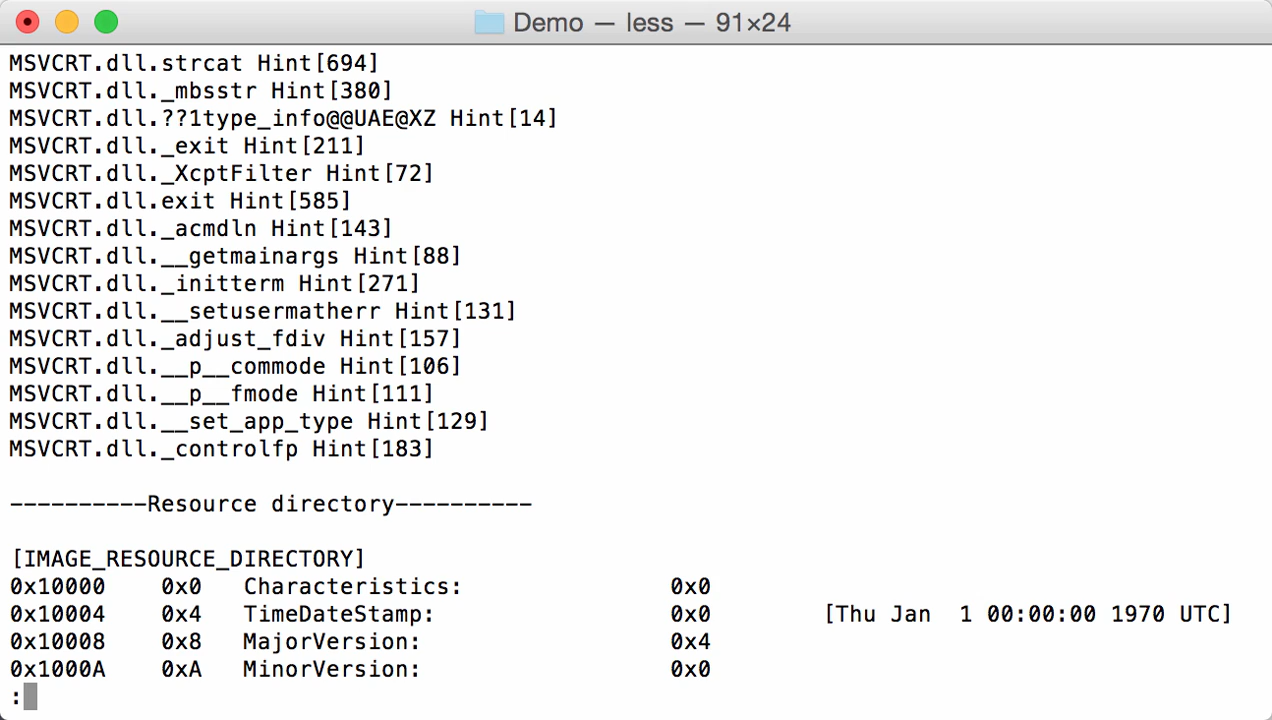 Demo — less — 91×24
MSVCRT.dll.strcat Hint[694]
MSVCRT.dll._mbsstr Hint[380]
MSVCRT.dll.??1type_info@@UAE@XZ Hint[14]
MSVCRT.dll._exit Hint[211]
MSVCRT.dll._XcptFilter Hint[72]
MSVCRT.dll.exit Hint[585]
MSVCRT.dll._acmdln Hint[143]
MSVCRT.dll.__getmainargs Hint[88]
MSVCRT.dll._initterm Hint[271]
MSVCRT.dll.__setusermatherr Hint[131]
MSVCRT.dll._adjust_fdiv Hint[157]
MSVCRT.dll.__p__commode Hint[106]
MSVCRT.dll.__p__fmode Hint[111]
MSVCRT.dll.__set_app_type Hint[129]
MSVCRT.dll._controlfp Hint[183]
----------Resource directory----------
[IMAGE_RESOURCE_DIRECTORY]
0x10000    0x0   Characteristics:               0x0
0x10004    0x4   TimeDateStamp:                 0x0        [Thu Jan  1 00:00:00 1970 UTC]
0x10008    0x8   MajorVersion:                  0x4
0x1000A    0xA   MinorVersion:                  0x0
: